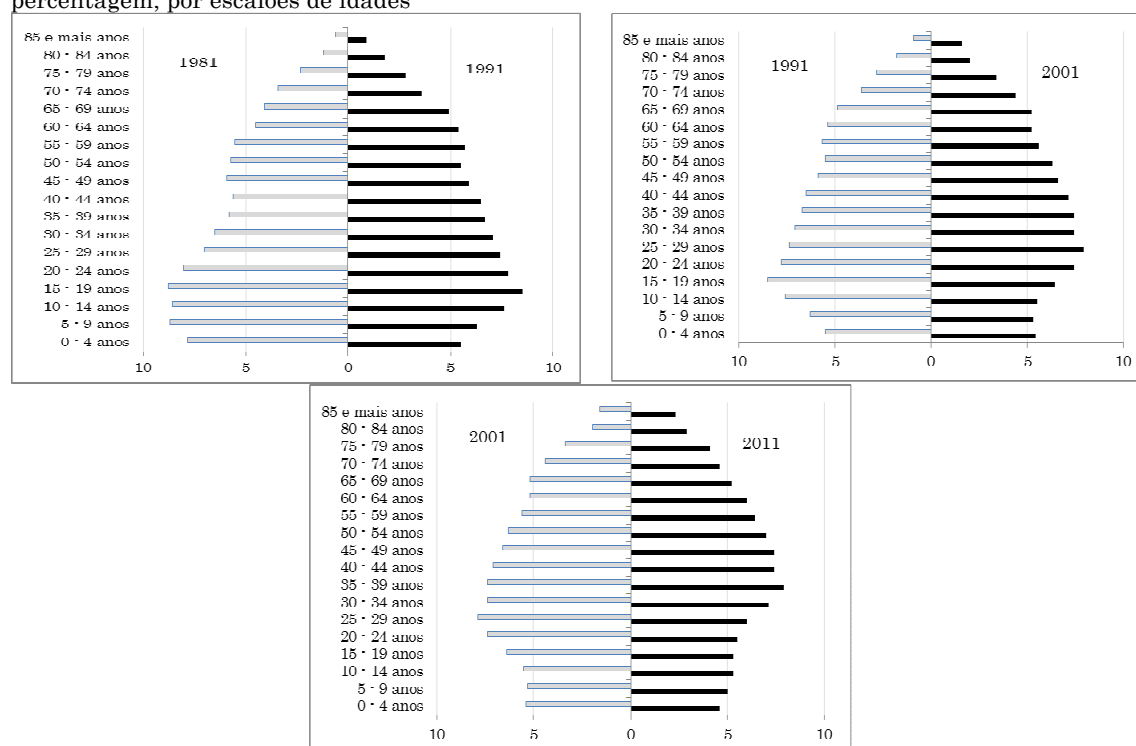 percentagem, por escalões de idades
85 e mais anos
80 - 84 anos
75 - 79 anos
70 - 74 anos
65 - 69 anos
60 - 64 anos
55 - 59 anos
50 - 54 anos
45 - 49 anos
40 - 44 anos
35 - 39 anos
30 - 34 anos
25 - 29 anos
20 - 24 anos
15 - 19 anos
10 - 14 anos
5 - 9 anos
0 - 4 anos
1981
1991
10 5 0 5 10
85 e mais anos
80 - 84 anos
75 - 79 anos
70 - 74 anos
65 - 69 anos
60 - 64 anos
55 - 59 anos
50 - 54 anos
45 - 49 anos
40 - 44 anos
35 - 39 anos
30 - 34 anos
25 - 29 anos
20 - 24 anos
15 - 19 anos
10 - 14 anos
5 - 9 anos
0 - 4 anos
1991
2001
10 5 0 5 10
85 e mais anos
80 - 84 anos
75 - 79 anos
70 - 74 anos
65 - 69 anos
60 - 64 anos
55 - 59 anos
50 - 54 anos
45 - 49 anos
40 - 44 anos
35 - 39 anos
30 - 34 anos
25 - 29 anos
20 - 24 anos
15 - 19 anos
10 - 14 anos
5 - 9 anos
0 - 4 anos
2001
2011
10 5 0 5 10